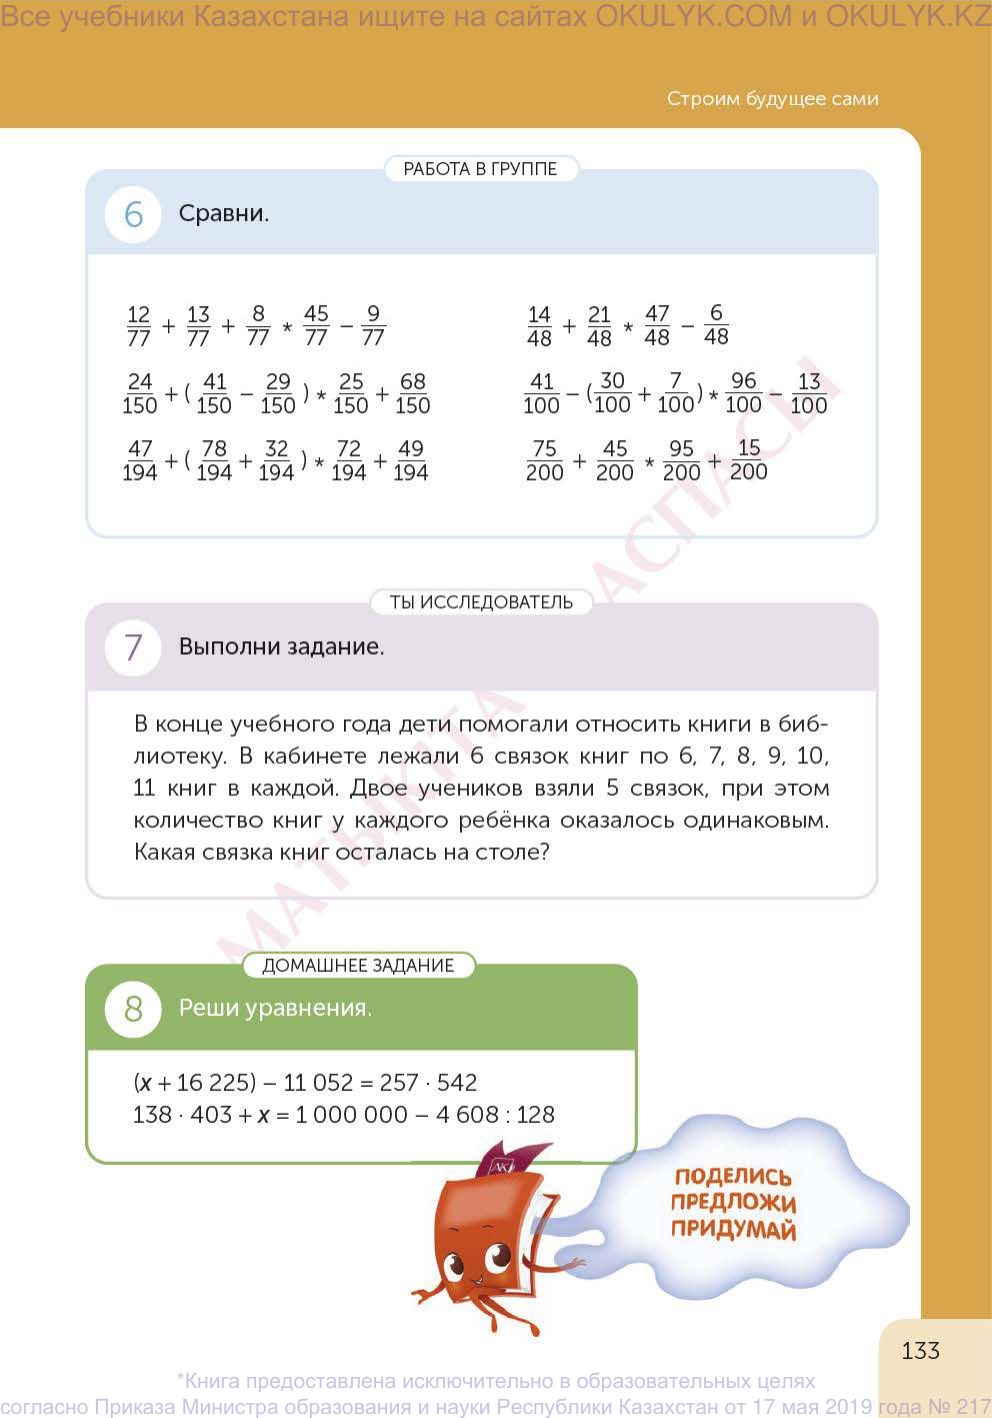 Все учебники Казахстана ищите на сайтах OKULYK.COM и OKULYK.KZ
Строим будущее сами
РАБОТА В ГРУППЕ
6 Сравни.
12/77 + 13/77 + 8/77 * 45/77 – 9/77
14/48 + 21/48 * 47/48 – 6/48
24/150 + ( 41/150 – 29/150 ) * 25/150 + 68/150
41/100 – ( 30/100 + 7/100 ) * 96/100 – 13/100
47/194 + ( 78/194 + 32/194 ) * 72/194 + 49/194
75/200 + 45/200 * 95/200 + 15/200
ТЫ ИССЛЕДОВАТЕЛЬ
7 Выполни задание.
В конце учебного года дети помогали относить книги в биб-
лиотеку. В кабинете лежали 6 связок книг по 6, 7, 8, 9, 10,
11 книг в каждой. Двое учеников взяли 5 связок, при этом
количество книг у каждого ребёнка оказалось одинаковым.
Какая связка книг осталась на столе?
ДОМАШНЕЕ ЗАДАНИЕ
8 Реши уравнения.
(x + 16 225) – 11 052 = 257 · 542
138 · 403 + x = 1 000 000 – 4 608 : 128
ПОДЕЛИСЬ
ПРЕДЛОЖИ
ПРИДУМАЙ
133
*Книга предоставлена исключительно в образовательных целях
согласно Приказа Министра образования и науки Республики Казахстан от 17 мая 2019 года № 217